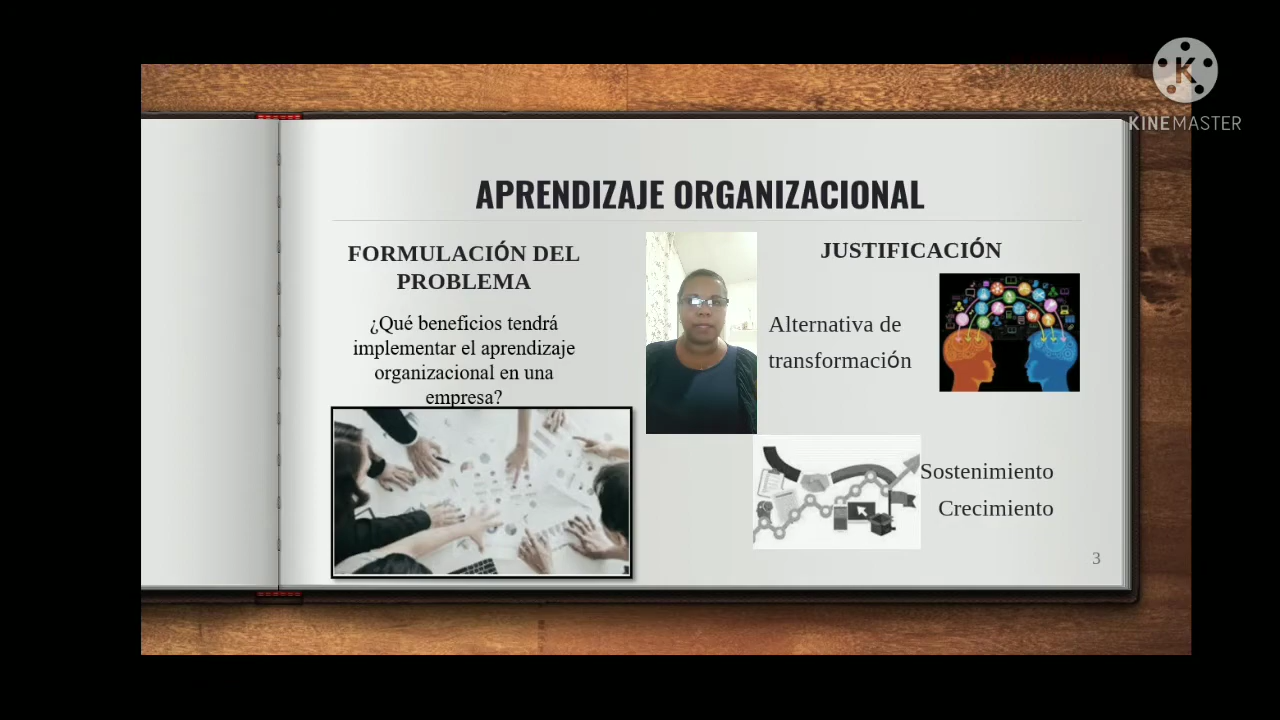 KINEMASTER
APRENDIZAJE ORGANIZACIONAL
FORMULACIÓN DEL
PROBLEMA
¿Qué beneficios tendrá
implementar el aprendizaje
organizacional en una
empresa?
JUSTIFICACIÓN
Alternativa de
transformación
Sostenimiento
Crecimiento
3